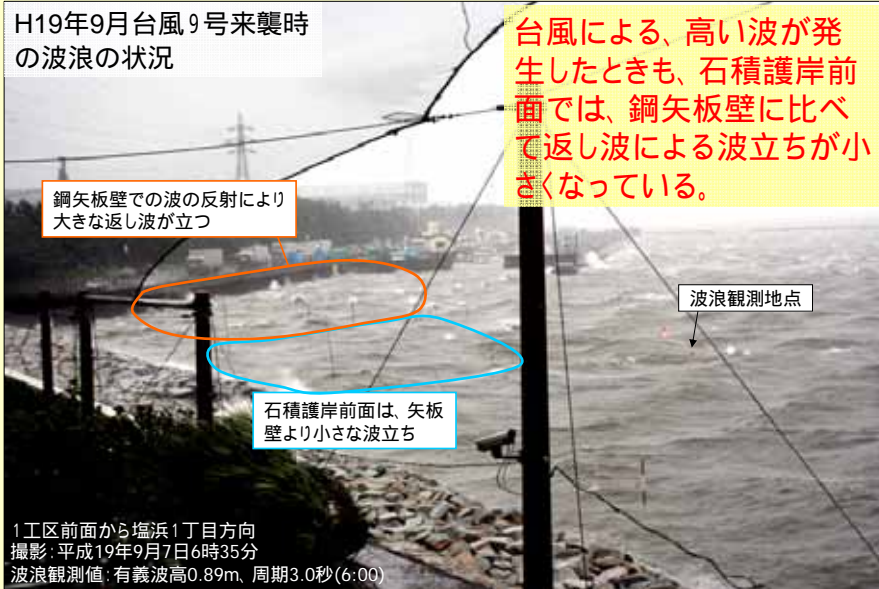 H19年9月台風9号来襲時
の波浪の状況
台風による、高い波が発
生したときも、石積護岸前
面では、鋼矢板壁に比べ
て返し波による波立ちが小
さくなっている。
鋼矢板壁での波の反射により
大きな返し波が立つ
波浪観測地点
石積護岸前面は、矢板
壁より小さな波立ち
1工区前面から塩浜1丁目方向
撮影:平成19年9月7日6時35分
波浪観測値:有義波高0.89m、周期3.0秒(6:00)